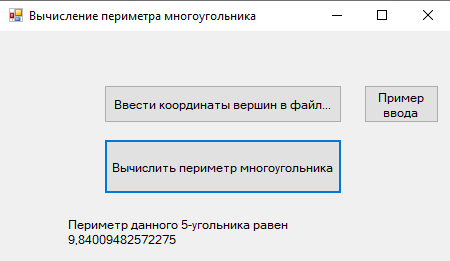 Вычисление периметра многоугольника
Ввести координаты вершин в файл...
Пример
ввода
Вычислить периметр многоугольника
Периметр данного 5-угольника равен
9,84009482572275